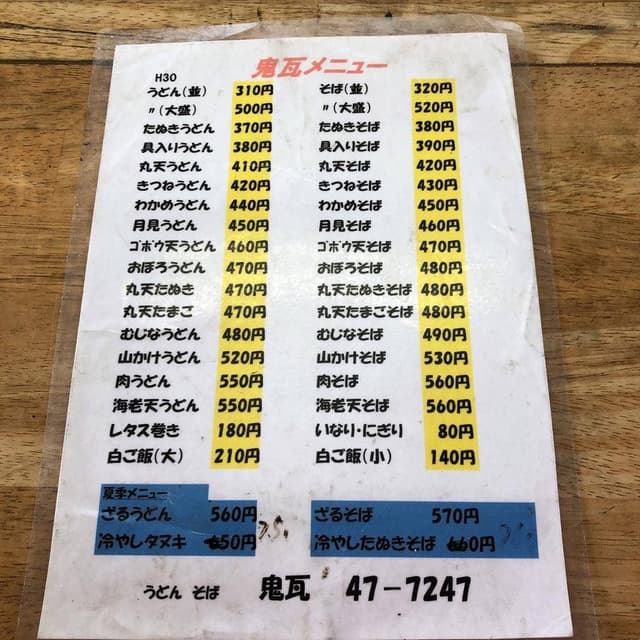 鬼瓦メニュー
H30
うどん(並) 310円 そば(並) 320円
〃(大盛) 500円 〃(大盛) 520円
たぬきうどん 370円 たぬきそば 380円
具入りうどん 380円 具入りそば 390円
丸天うどん 410円 丸天そば 420円
きつねうどん 420円 きつねそば 430円
わかめうどん 440円 わかめそば 450円
月見うどん 450円 月見そば 460円
ゴボウ天うどん 460円 ゴボウ天そば 470円
おぼろうどん 470円 おぼろそば 480円
丸天たぬき 470円 丸天たぬきそば 480円
丸天たまご 470円 丸天たまごそば 480円
むじなうどん 480円 むじなそば 490円
山かけうどん 520円 山かけそば 530円
肉うどん 550円 肉そば 560円
海老天うどん 550円 海老天そば 560円
レタス巻き 180円 いなり・にぎり 80円
白ご飯(大) 210円 白ご飯(小) 140円
夏季メニュー
ざるうどん 560円 ざるそば 570円
冷やしタヌキ 50円 冷やしたぬきそば 60円
うどん そば 鬼瓦 47-7247